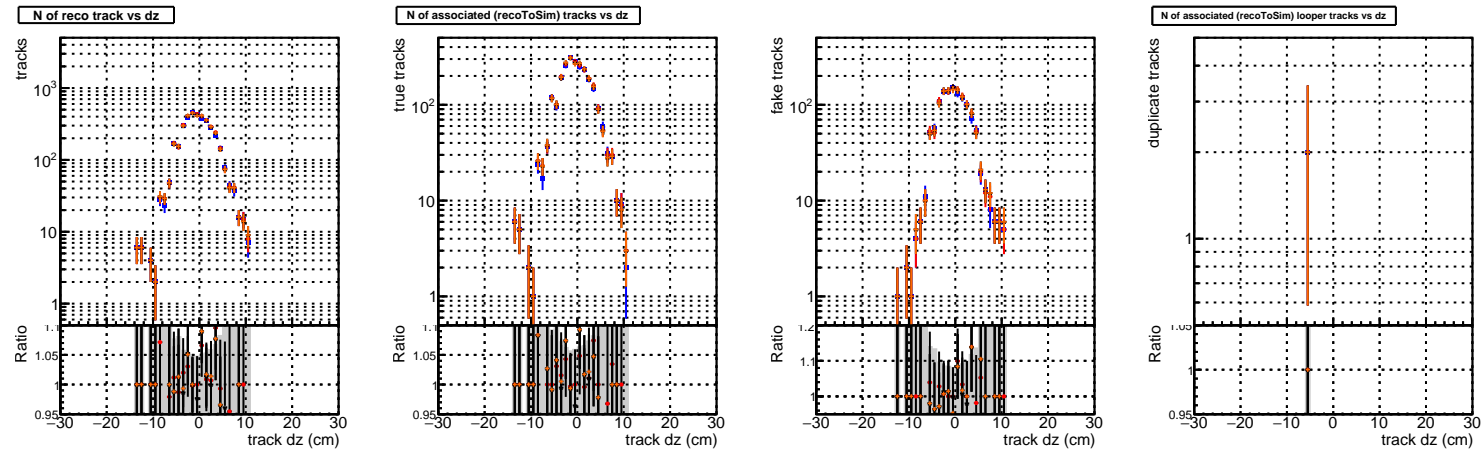 N of reco track vs dz
tracks
10³
10²
10
1
Ratio
1.1
1.05
1
0.95
−30 −20 −10 0 10 20 30
track dz (cm)
N of associated (recoToSim) tracks vs dz
true tracks
10²
10
1
Ratio
1.1
1.05
1
0.95
−30 −20 −10 0 10 20 30
track dz (cm)
fake tracks
10²
10
1
Ratio
1.2
1.1
1
−30 −20 −10 0 10 20 30
track dz (cm)
N of associated (recoToSim) looper tracks vs dz
duplicate tracks
1
Ratio
1.05
1
0.95
−30 −20 −10 0 10 20 30
track dz (cm)